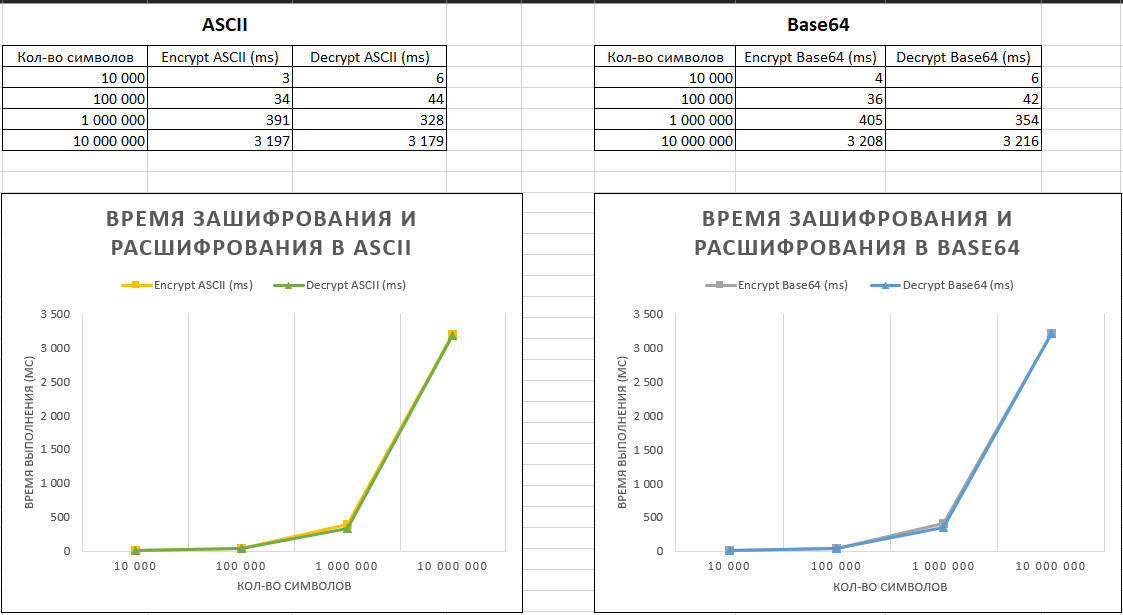 ASCII
Кол-во символов Encrypt ASCII (ms) Decrypt ASCII (ms)
10 000 3 6
100 000 34 44
1 000 000 391 328
10 000 000 3 197 3 179
Base64
Кол-во символов Encrypt Base64 (ms) Decrypt Base64 (ms)
10 000 4 6
100 000 36 42
1 000 000 405 354
10 000 000 3 208 3 216
ВРЕМЯ ЗАШИФРОВАНИЯ И
РАСШИФРОВАНИЯ В ASCII
Encrypt ASCII (ms) Decrypt ASCII (ms)
ВРЕМЯ ВЫПОЛНЕНИЯ (МС)
3 500
3 000
2 500
2 000
1 500
1 000
500
0
10 000 100 000 1 000 000 10 000 000
КОЛ-ВО СИМВОЛОВ
ВРЕМЯ ЗАШИФРОВАНИЯ И
РАСШИФРОВАНИЯ В BASE64
Encrypt Base64 (ms) Decrypt Base64 (ms)
ВРЕМЯ ВЫПОЛНЕНИЯ (МС)
3 500
3 000
2 500
2 000
1 500
1 000
500
0
10 000 100 000 1 000 000 10 000 000
КОЛ-ВО СИМВОЛОВ